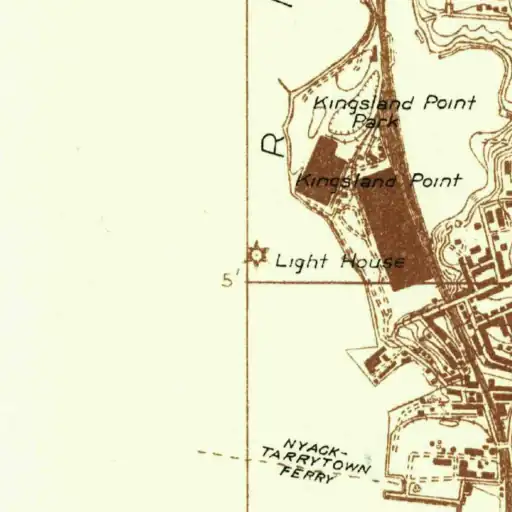 Kingsland Point
Park
R
Kingsland Point
Light House
5'
NYACK-
TARRYTOWN
FERRY